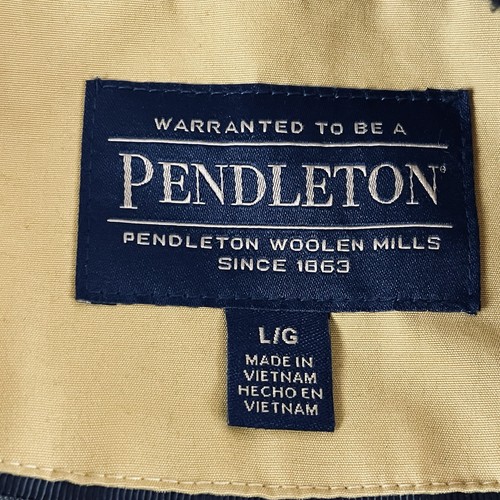 WARRANTED TO BE A
PENDLETON®
PENDLETON WOOLEN MILLS
SINCE 1863
L/G
MADE IN
VIETNAM
HECHO EN
VIETNAM